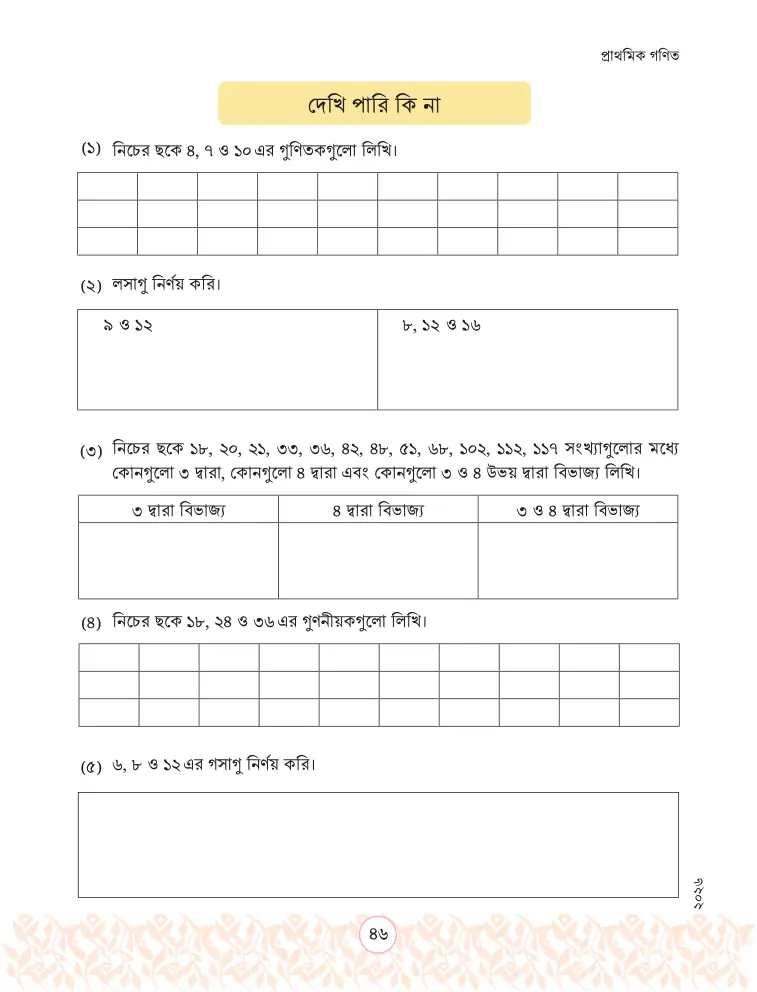 প্রাথমিক গণিত
দেখি পারি কি না
(১) নিচের ছকে ৪, ৭ ও ১০ এর গুণিতকগুলো লিখি।
(২) লসাগু নির্ণয় করি।
৯ ও ১২
৮, ১২ ও ১৬
(৩) নিচের ছকে ১৮, ২০, ২১, ৩৩, ৩৬, ৪২, ৪৮, ৫১, ৬৮, ১০২, ১১২, ১১৭ সংখ্যাগুলোর মধ্যে
কোনগুলো ৩ দ্বারা, কোনগুলো ৪ দ্বারা এবং কোনগুলো ৩ ও ৪ উভয় দ্বারা বিভাজ্য লিখি।
৩ দ্বারা বিভাজ্য
৪ দ্বারা বিভাজ্য
৩ ও ৪ দ্বারা বিভাজ্য
(৪) নিচের ছকে ১৮, ২৪ ও ৩৬ এর গুণনীয়কগুলো লিখি।
(৫) ৬, ৮ ও ১২ এর গসাগু নির্ণয় করি।
২০২৬
৪৬